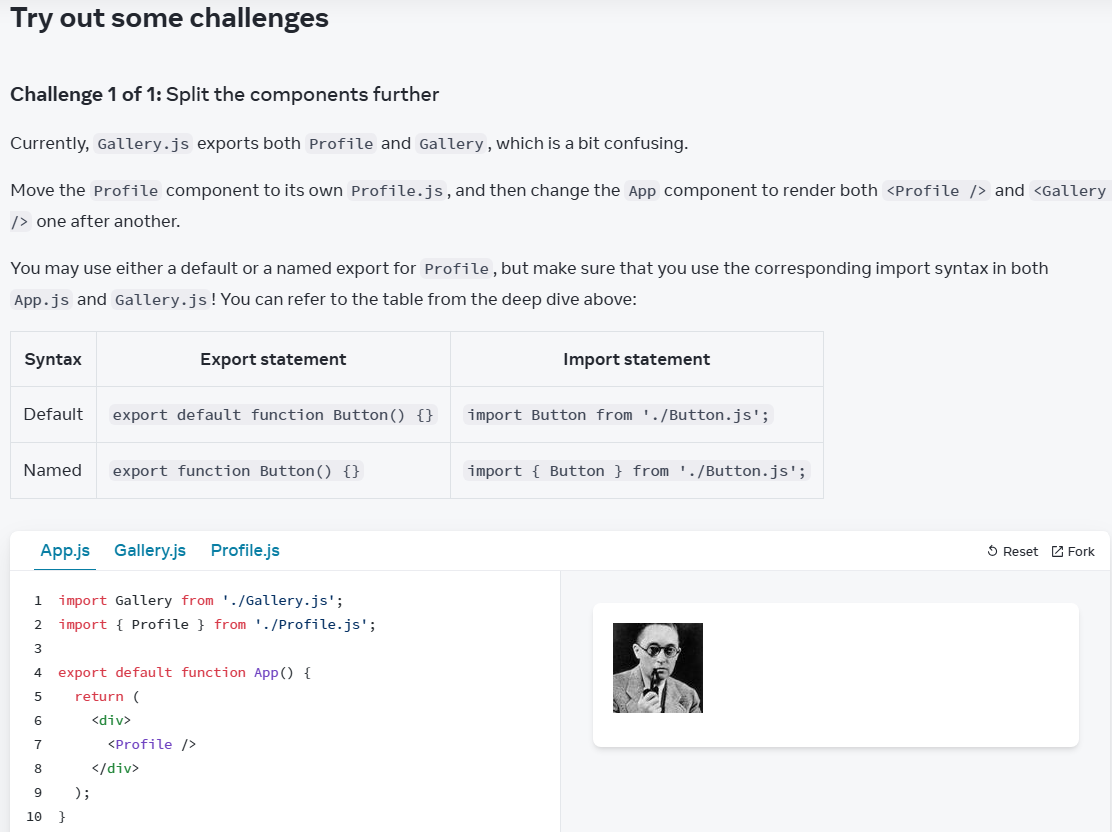 Try out some challenges
Challenge 1 of 1: Split the components further
Currently, Gallery.js exports both Profile and Gallery, which is a bit confusing.
Move the Profile component to its own Profile.js, and then change the App component to render both <Profile /> and <Gallery
/> one after another.
You may use either a default or a named export for Profile, but make sure that you use the corresponding import syntax in both
App.js and Gallery.js! You can refer to the table from the deep dive above:
Syntax Export statement Import statement
Default export default function Button() {} import Button from './Button.js';
Named export function Button() {} import { Button } from './Button.js';
App.js Gallery.js Profile.js Reset Fork
1 import Gallery from './Gallery.js';
2 import { Profile } from './Profile.js';
3
4 export default function App() {
5   return (
6     <div>
7       <Profile />
8     </div>
9   );
10 }